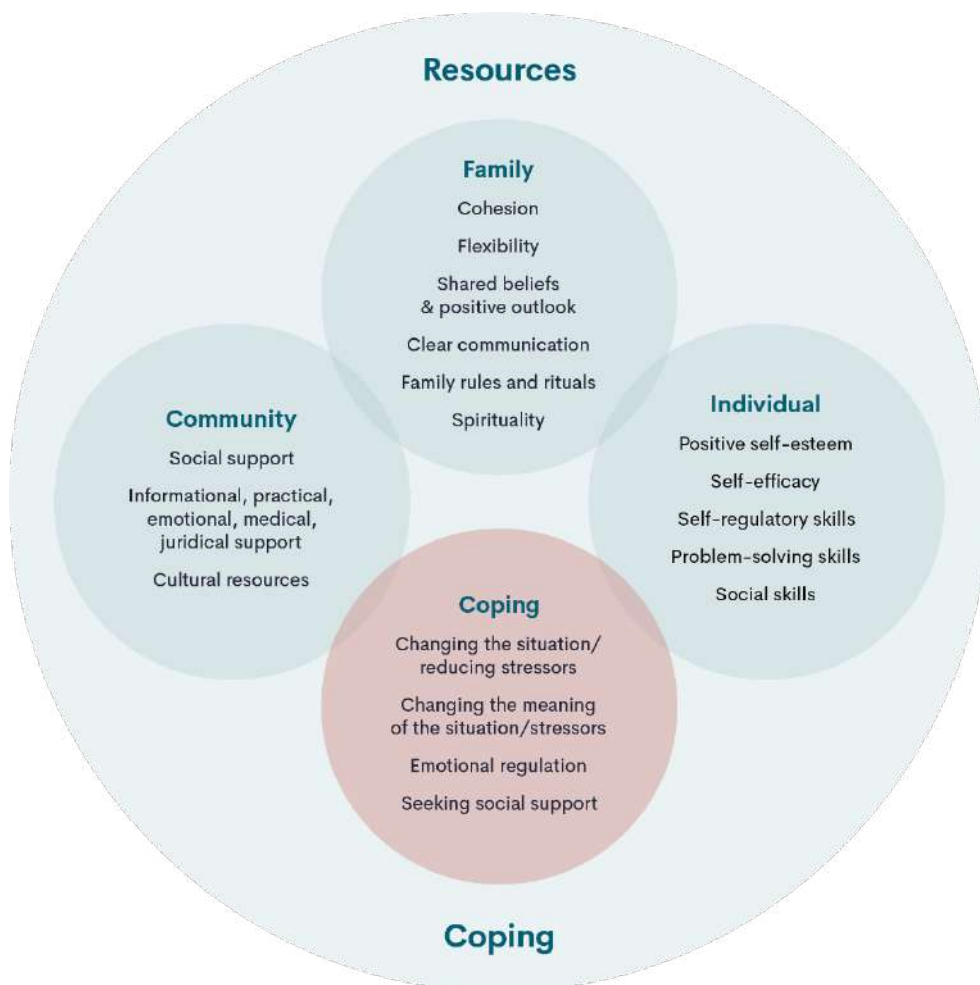 Resources
Family
Cohesion
Flexibility
Shared beliefs
& positive outlook
Clear communication
Family rules and rituals
Spirituality
Community
Social support
Informational, practical,
emotional, medical,
juridical support
Cultural resources
Individual
Positive self-esteem
Self-efficacy
Self-regulatory skills
Problem-solving skills
Social skills
Coping
Changing the situation/
reducing stressors
Changing the meaning
of the situation/stressors
Emotional regulation
Seeking social support
Coping